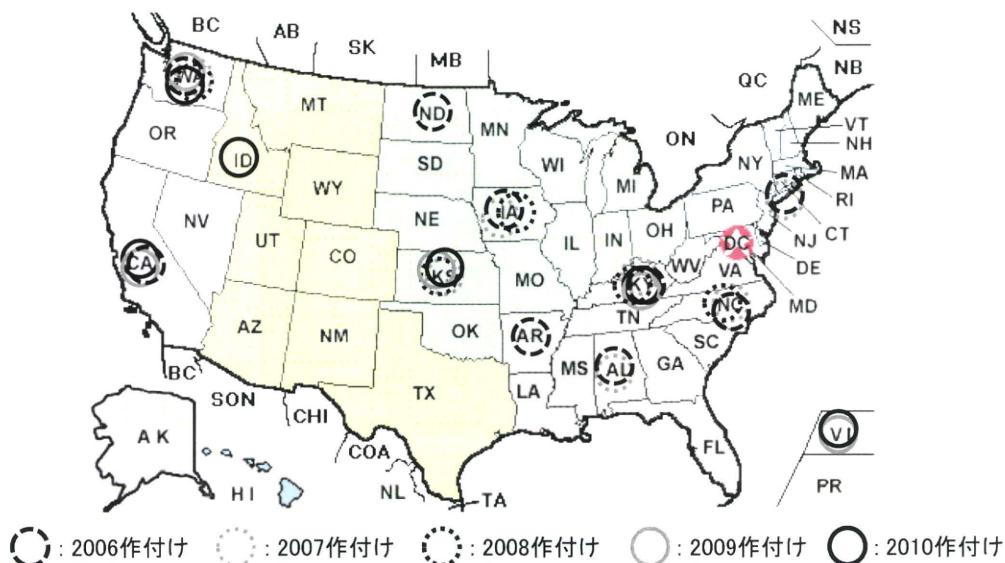 BC
AB
SK
MB
NS
QC
NB
ON
WA
MT
ND
MN
ME
VT
NH
OR
ID
SD
WI
MI
NY
MA
RI
WY
IA
PA
CT
NV
NE
NJ
UT
CO
IL
IN
OH
DC
DE
CA
KS
MO
WV
VA
MD
KY
AZ
NM
OK
AR
TN
NC
SC
TX
MS
AL
GA
LA
BC
SON
CHI
COA
FL
AK
HI
NL
TA
VI
PR
: 2006作付け : 2007作付け : 2008作付け : 2009作付け : 2010作付け